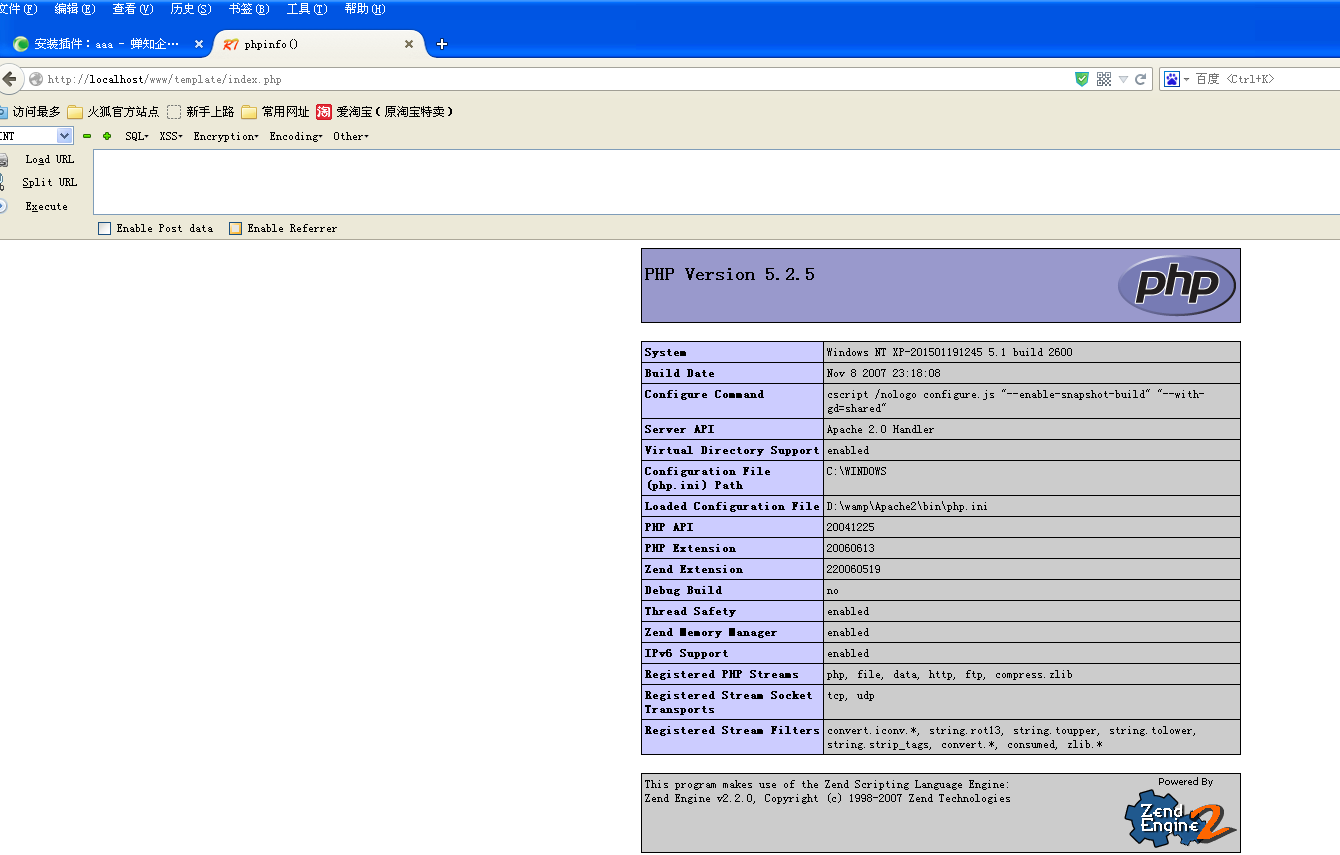 文件(F) 编辑(E) 查看(V) 历史(S) 书签(B) 工具(T) 帮助(H)
安装插件：aaa - 蝉知企… × phpinfo() ×
http://localhost/www/template/index.php 百度 <Ctrl+K>
访问最多 火狐官方站点 新手上路 常用网址 淘 爱淘宝（原淘宝特卖）
INT SQL XSS Encryption Encoding Other
Load URL
Split URL
Execute
Enable Post data Enable Referrer
PHP Version 5.2.5 php
System Windows NT XP-201501191245 5.1 build 2600
Build Date Nov 8 2007 23:18:08
Configure Command cscript /nologo configure.js "--enable-snapshot-build" "--with-
gd=shared"
Server API Apache 2.0 Handler
Virtual Directory Support enabled
Configuration File C:\WINDOWS
(php.ini) Path
Loaded Configuration File D:\wamp\Apache2\bin\php.ini
PHP API 20041225
PHP Extension 20060613
Zend Extension 220060519
Debug Build no
Thread Safety enabled
Zend Memory Manager enabled
IPv6 Support enabled
Registered PHP Streams php, file, data, http, ftp, compress.zlib
Registered Stream Socket tcp, udp
Transports
Registered Stream Filters convert.iconv.*, string.rot13, string.toupper, string.tolower,
string.strip_tags, convert.*, consumed, zlib.*
This program makes use of the Zend Scripting Language Engine:
Zend Engine v2.2.0, Copyright (c) 1998-2007 Zend Technologies
Powered By
Zend
Engine 2